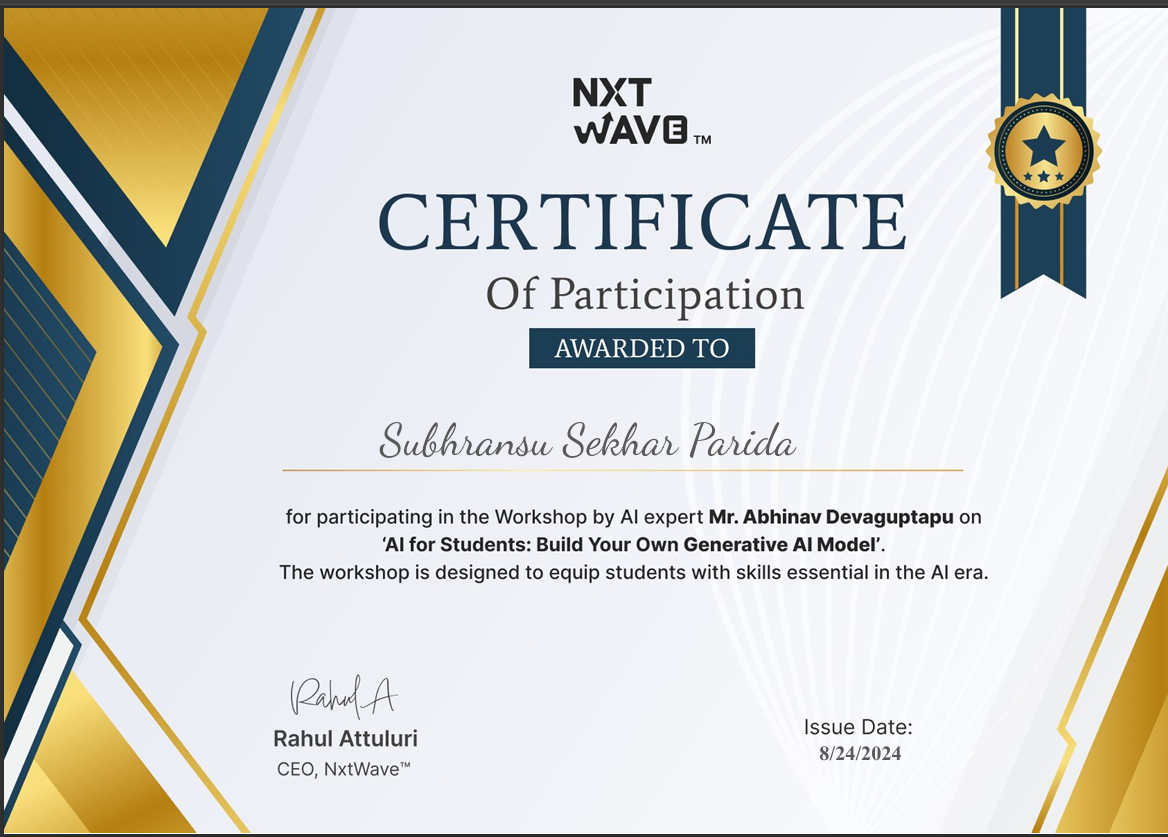 NXT
WAVE TM
CERTIFICATE
Of Participation
AWARDED TO
Subhransu Sekhar Parida
for participating in the Workshop by AI expert Mr. Abhinav Devaguptapu on
‘AI for Students: Build Your Own Generative AI Model’.
The workshop is designed to equip students with skills essential in the AI era.
Rahul A
Rahul Attuluri
CEO, NxtWave™
Issue Date:
8/24/2024